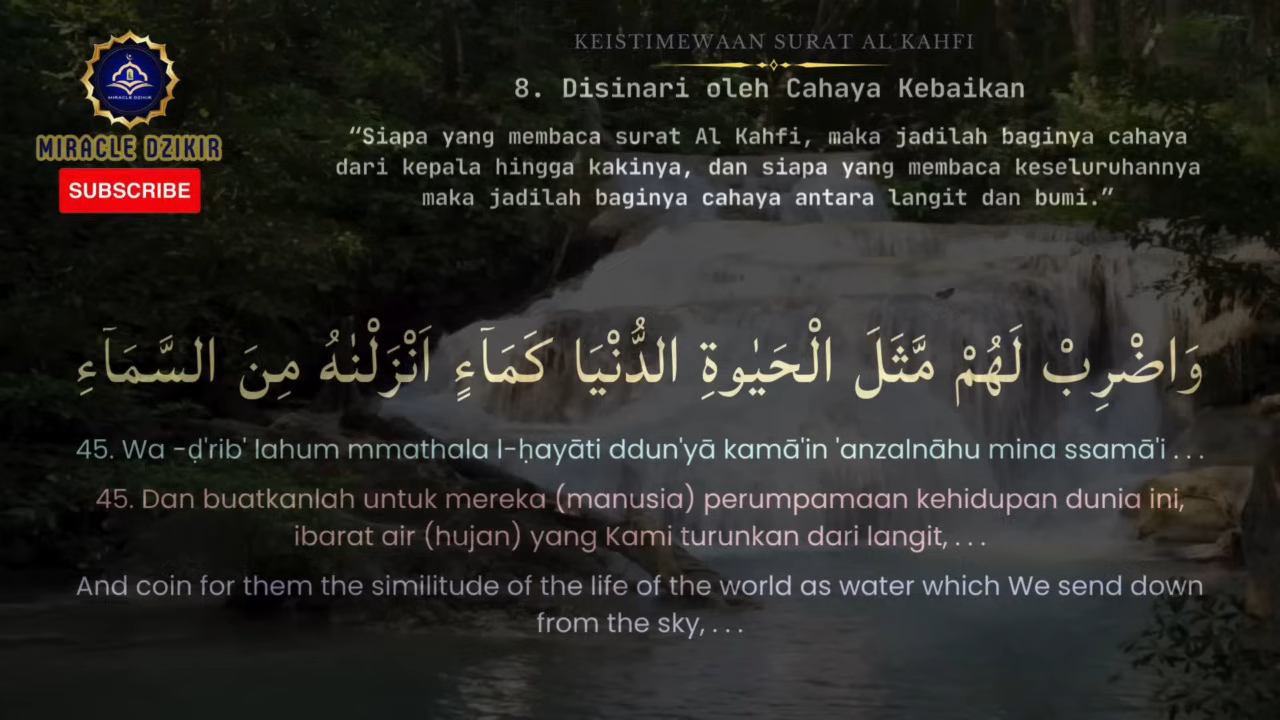 KEISTIMEWAAN SURAT AL KAHFI
8. Disinari oleh Cahaya Kebaikan
“Siapa yang membaca surat Al Kahfi, maka jadilah baginya cahaya
dari kepala hingga kakinya, dan siapa yang membaca keseluruhannya
maka jadilah baginya cahaya antara langit dan bumi.”
MIRACLE DZIKIR
MIRACLE DZIKIR
SUBSCRIBE
وَاضْرِبْ لَهُمْ مَّثَلَ الْحَيٰوةِ الدُّنْيَا كَمَاۤءٍ اَنْزَلْنٰهُ مِنَ السَّمَاۤءِ
45. Wa -ḍ'rib' lahum mmathala l-ḥayāti ddun'yā kamā'in 'anzalnāhu mina ssamā'i . . .
45. Dan buatkanlah untuk mereka (manusia) perumpamaan kehidupan dunia ini,
ibarat air (hujan) yang Kami turunkan dari langit, . . .
And coin for them the similitude of the life of the world as water which We send down
from the sky, . . .